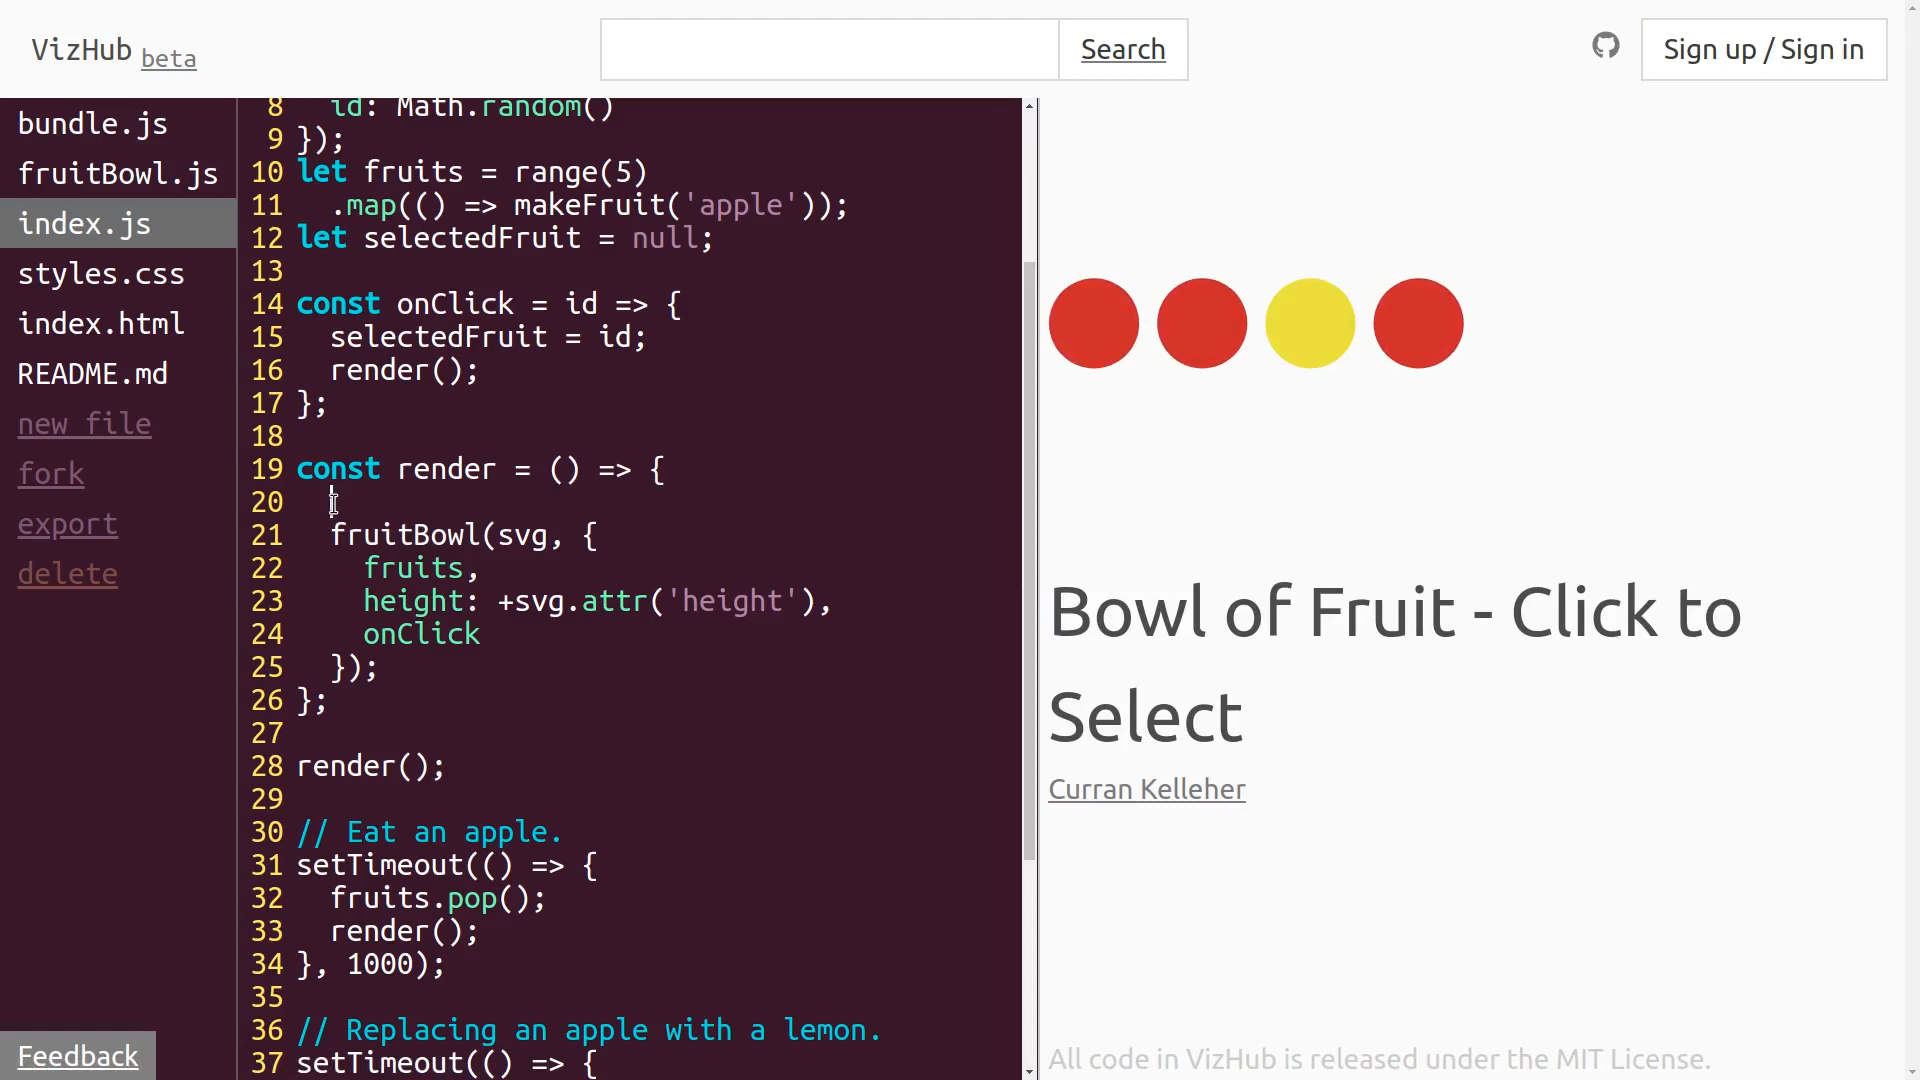 VizHub beta
Search
Sign up / Sign in
bundle.js
fruitBowl.js
index.js
styles.css
index.html
README.md
new file
fork
export
delete
Feedback
8 id: Math.random()
9 });
10 let fruits = range(5)
11 .map(() => makeFruit('apple'));
12 let selectedFruit = null;
13
14 const onClick = id => {
15 selectedFruit = id;
16 render();
17 };
18
19 const render = () => {
20
21 fruitBowl(svg, {
22 fruits,
23 height: +svg.attr('height'),
24 onClick
25 });
26 };
27
28 render();
29
30 // Eat an apple.
31 setTimeout(() => {
32 fruits.pop();
33 render();
34 }, 1000);
35
36 // Replacing an apple with a lemon.
37 setTimeout(() => {
Bowl of Fruit - Click to
Select
Curran Kelleher
All code in VizHub is released under the MIT License.